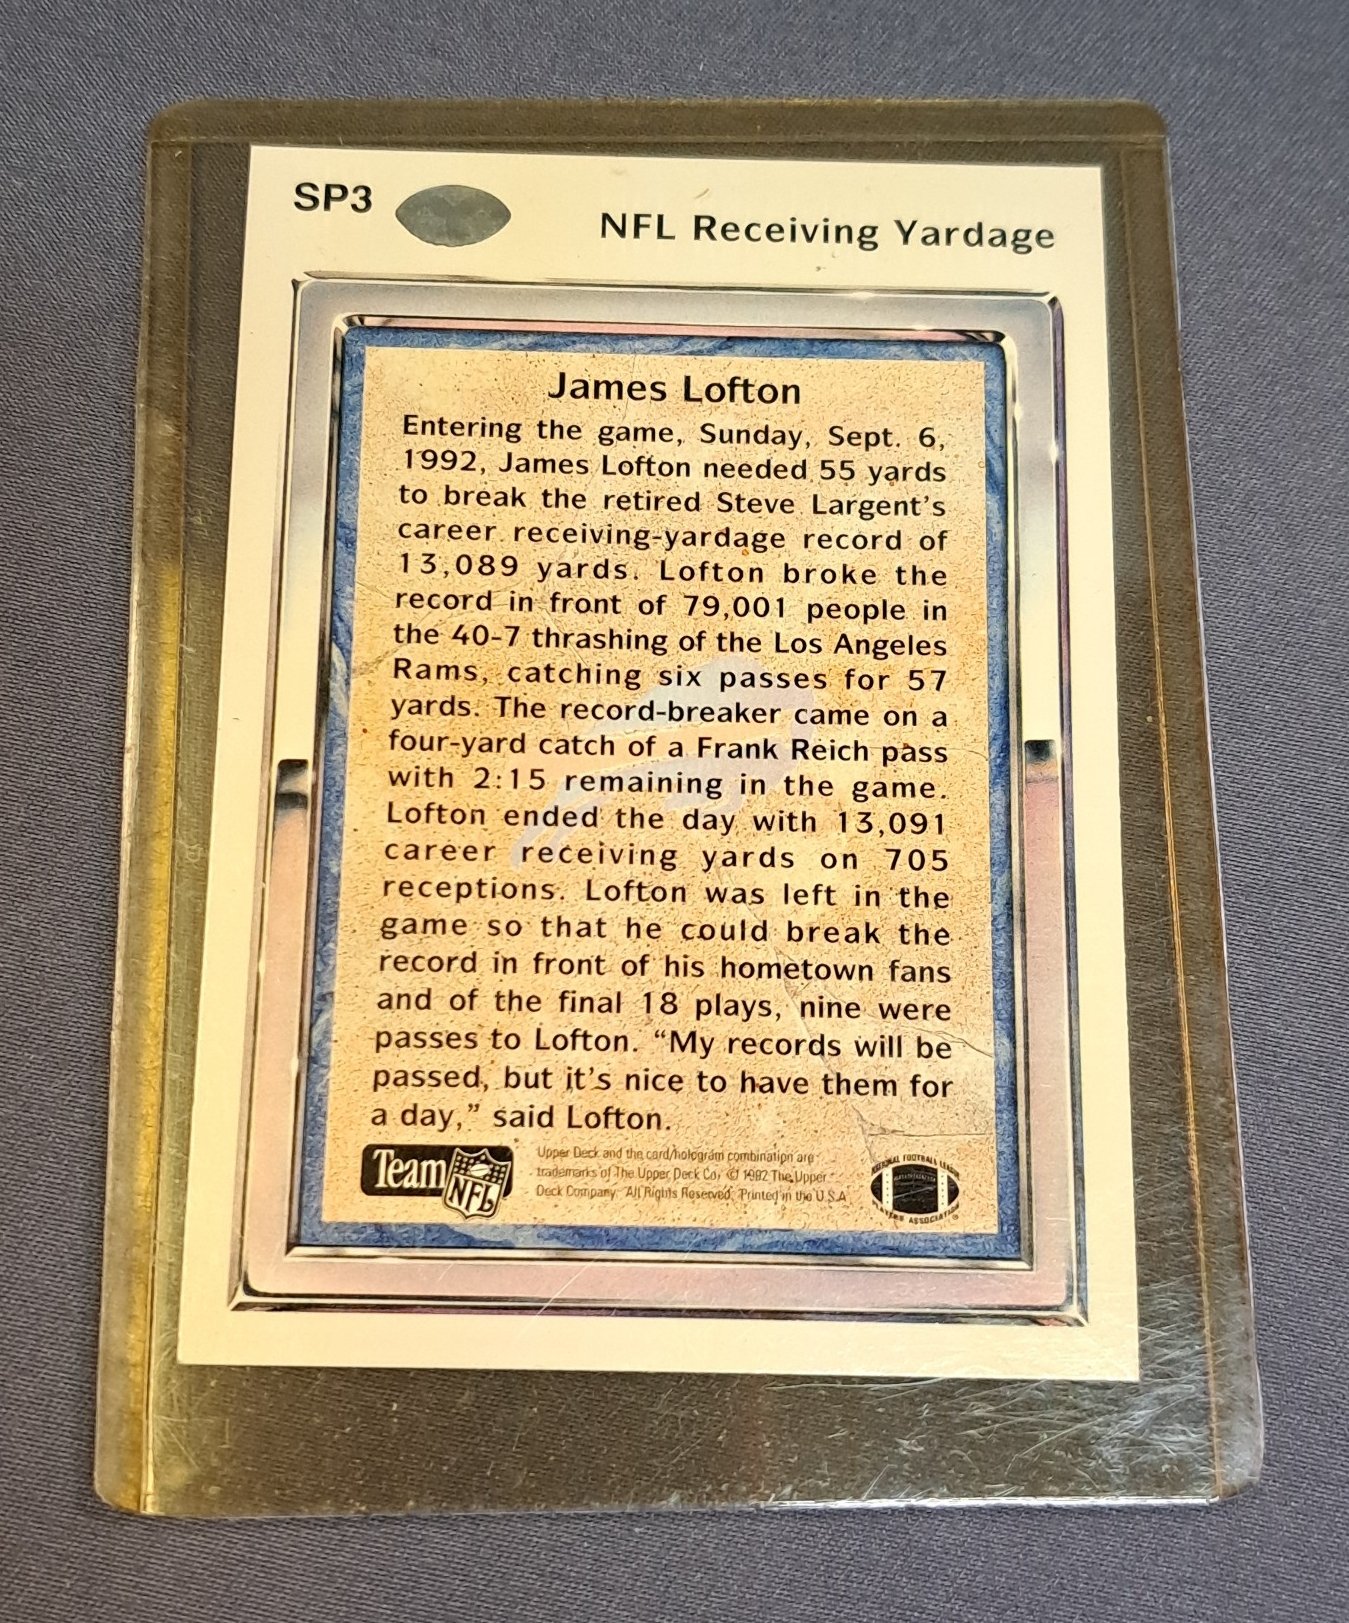 SP3
NFL Receiving Yardage
James Lofton
Entering the game, Sunday, Sept. 6,
1992, James Lofton needed 55 yards
to break the retired Steve Largent's
career receiving-yardage record of
13,089 yards. Lofton broke the
record in front of 79,001 people in
the 40-7 thrashing of the Los Angeles
Rams, catching six passes for 57
yards. The record-breaker came on a
four-yard catch of a Frank Reich pass
with 2:15 remaining in the game.
Lofton ended the day with 13,091
career receiving yards on 705
receptions. Lofton was left in the
game so that he could break the
record in front of his hometown fans
and of the final 18 plays, nine were
passes to Lofton. “My records will be
passed, but it's nice to have them for
a day,” said Lofton.
Team NFL
Upper Deck and the card/hologram combination are
trademarks of The Upper Deck Co. © 1992 The Upper
Deck Company. All Rights Reserved. Printed in the U.S.A.
NATIONAL FOOTBALL LEAGUE
PLAYERS ASSOCIATION